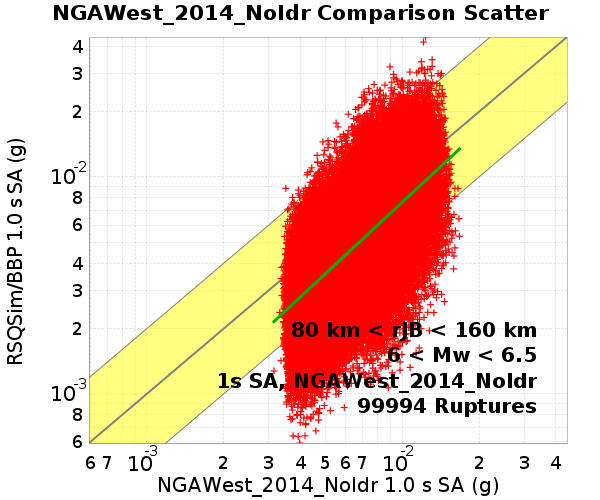 NGAWest_2014_NoIdr Comparison Scatter
RSQSim/BBP 1.0 s SA (g)
4
3
2
10-2
8
6
4
3
2
10-3
8
6
80 km < rJB < 160 km
6 < Mw < 6.5
1s SA, NGAWest_2014_NoIdr
99994 Ruptures
6 7 10-3 2 3 4 5 6 7 10-2 2 3 4
NGAWest_2014_NoIdr 1.0 s SA (g)